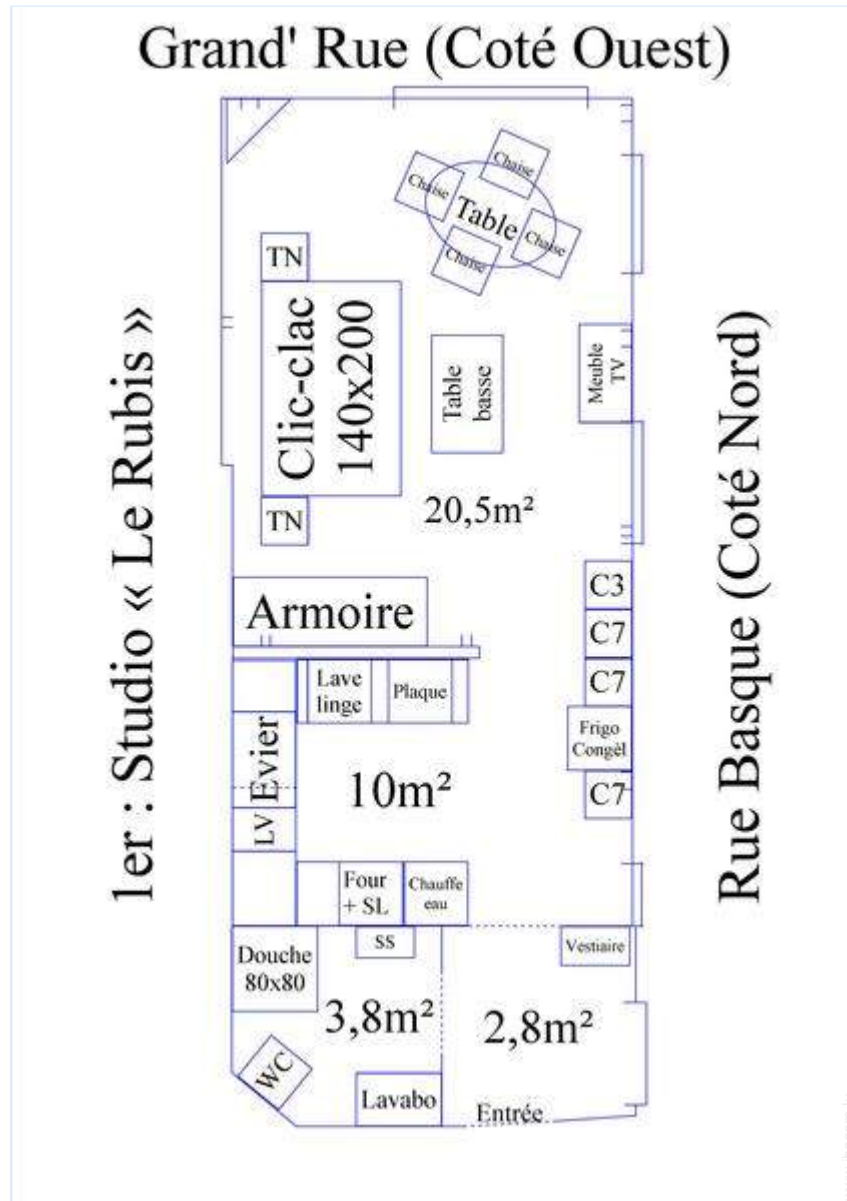 Grand' Rue (Coté Ouest)
Chaise
Chaise
Table
Chaise
Chaise
TN
Clic-clac
140x200
Table
basse
Meuble
TV
TN
20,5m²
1er : Studio « Le Rubis »
Rue Basque (Coté Nord)
Armoire
C3
C7
C7
Lave
linge
Plaque
Frigo
Congèl
Evier
10m²
C7
LV
Four
+ SL
Chauffe
eau
Douche
80x80
ss
Vestiaire
3,8m²
2,8m²
WC
Lavabo
Entrée